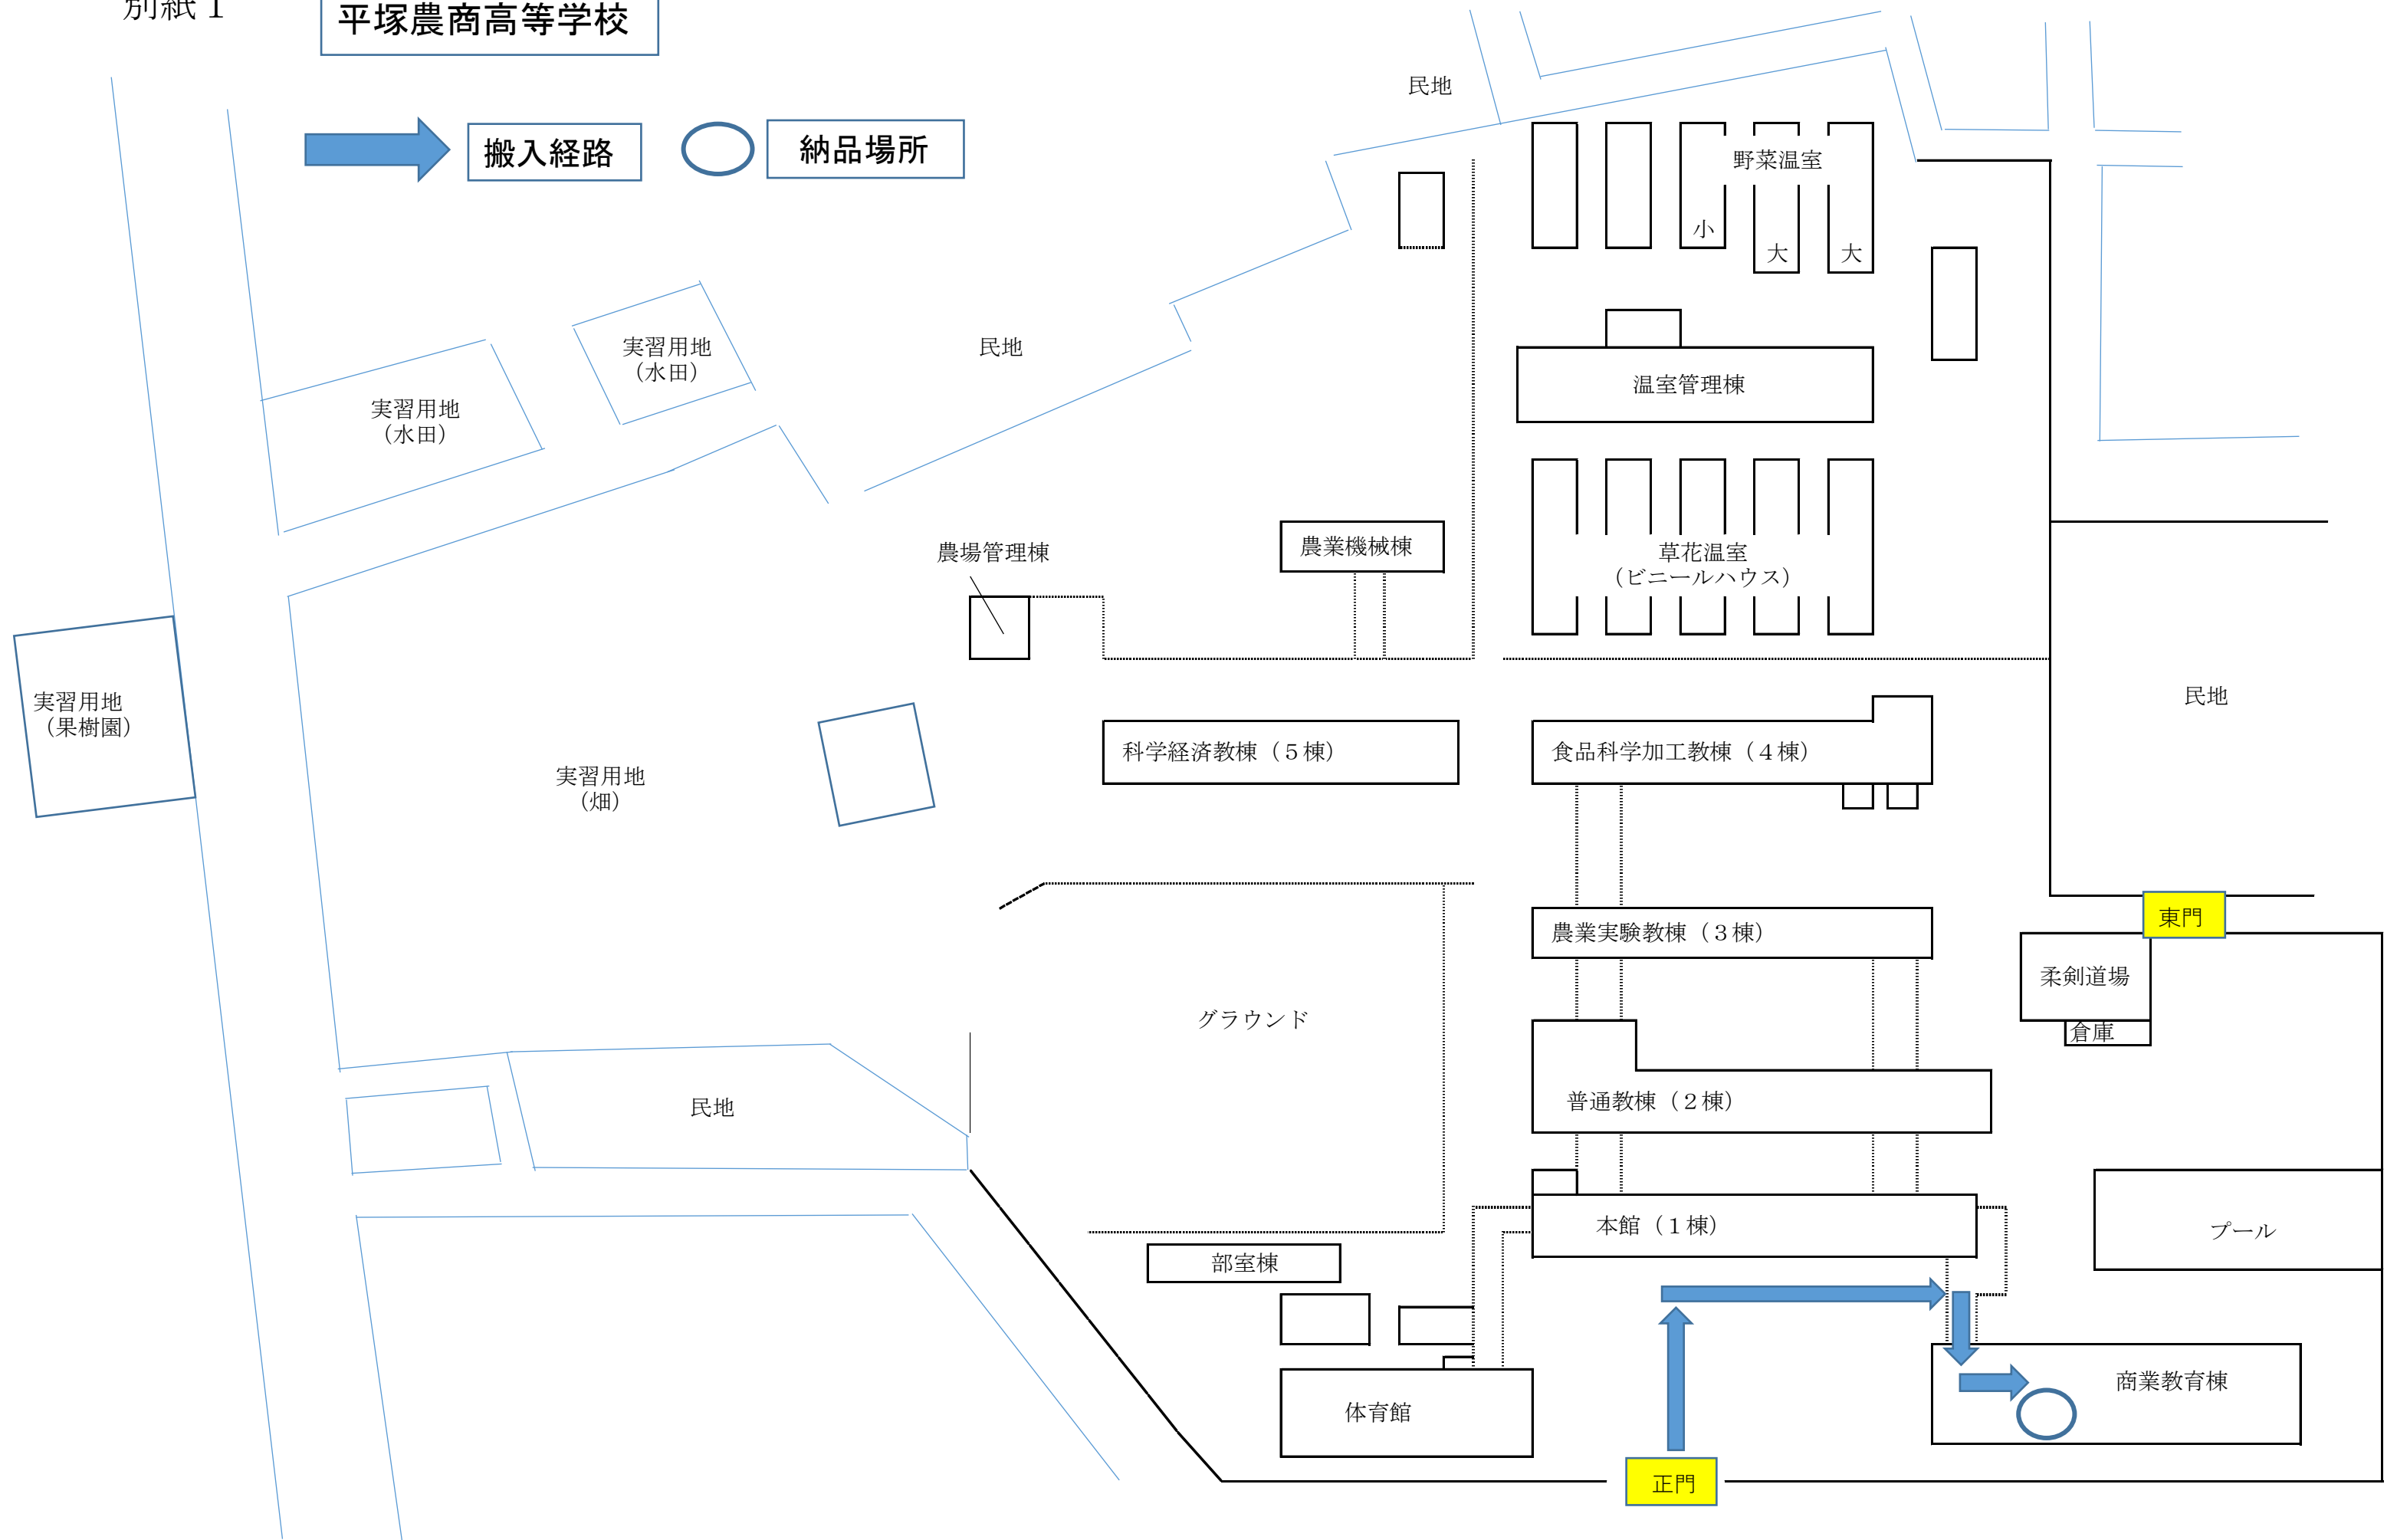 別紙１
平塚農商高等学校
搬入経路
納品場所
民地
野菜温室
小
大
大
実習用地
（水田）
民地
温室管理棟
実習用地
（水田）
農業機械棟
農場管理棟
草花温室
（ビニールハウス）
民地
実習用地
（果樹園）
科学経済教棟（５棟）
食品科学加工教棟（４棟）
実習用地
（畑）
東門
農業実験教棟（３棟）
柔剣道場
グラウンド
倉庫
民地
普通教棟（２棟）
本館（１棟）
プール
部室棟
商業教育棟
体育館
正門